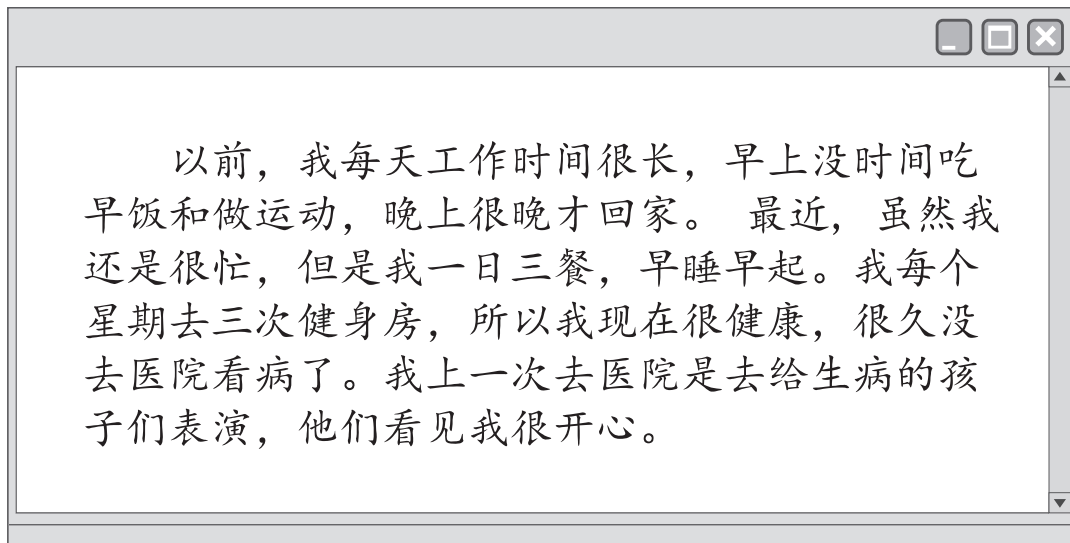 以前，我每天工作时间很长，早上没时间吃
早饭和做运动，晚上很晚才回家。 最近，虽然我
还是很忙，但是我一日三餐，早睡早起。我每个
星期去三次健身房，所以我现在很健康，很久没
去医院看病了。我上一次去医院是去给生病的孩
子们表演，他们看见我很开心。